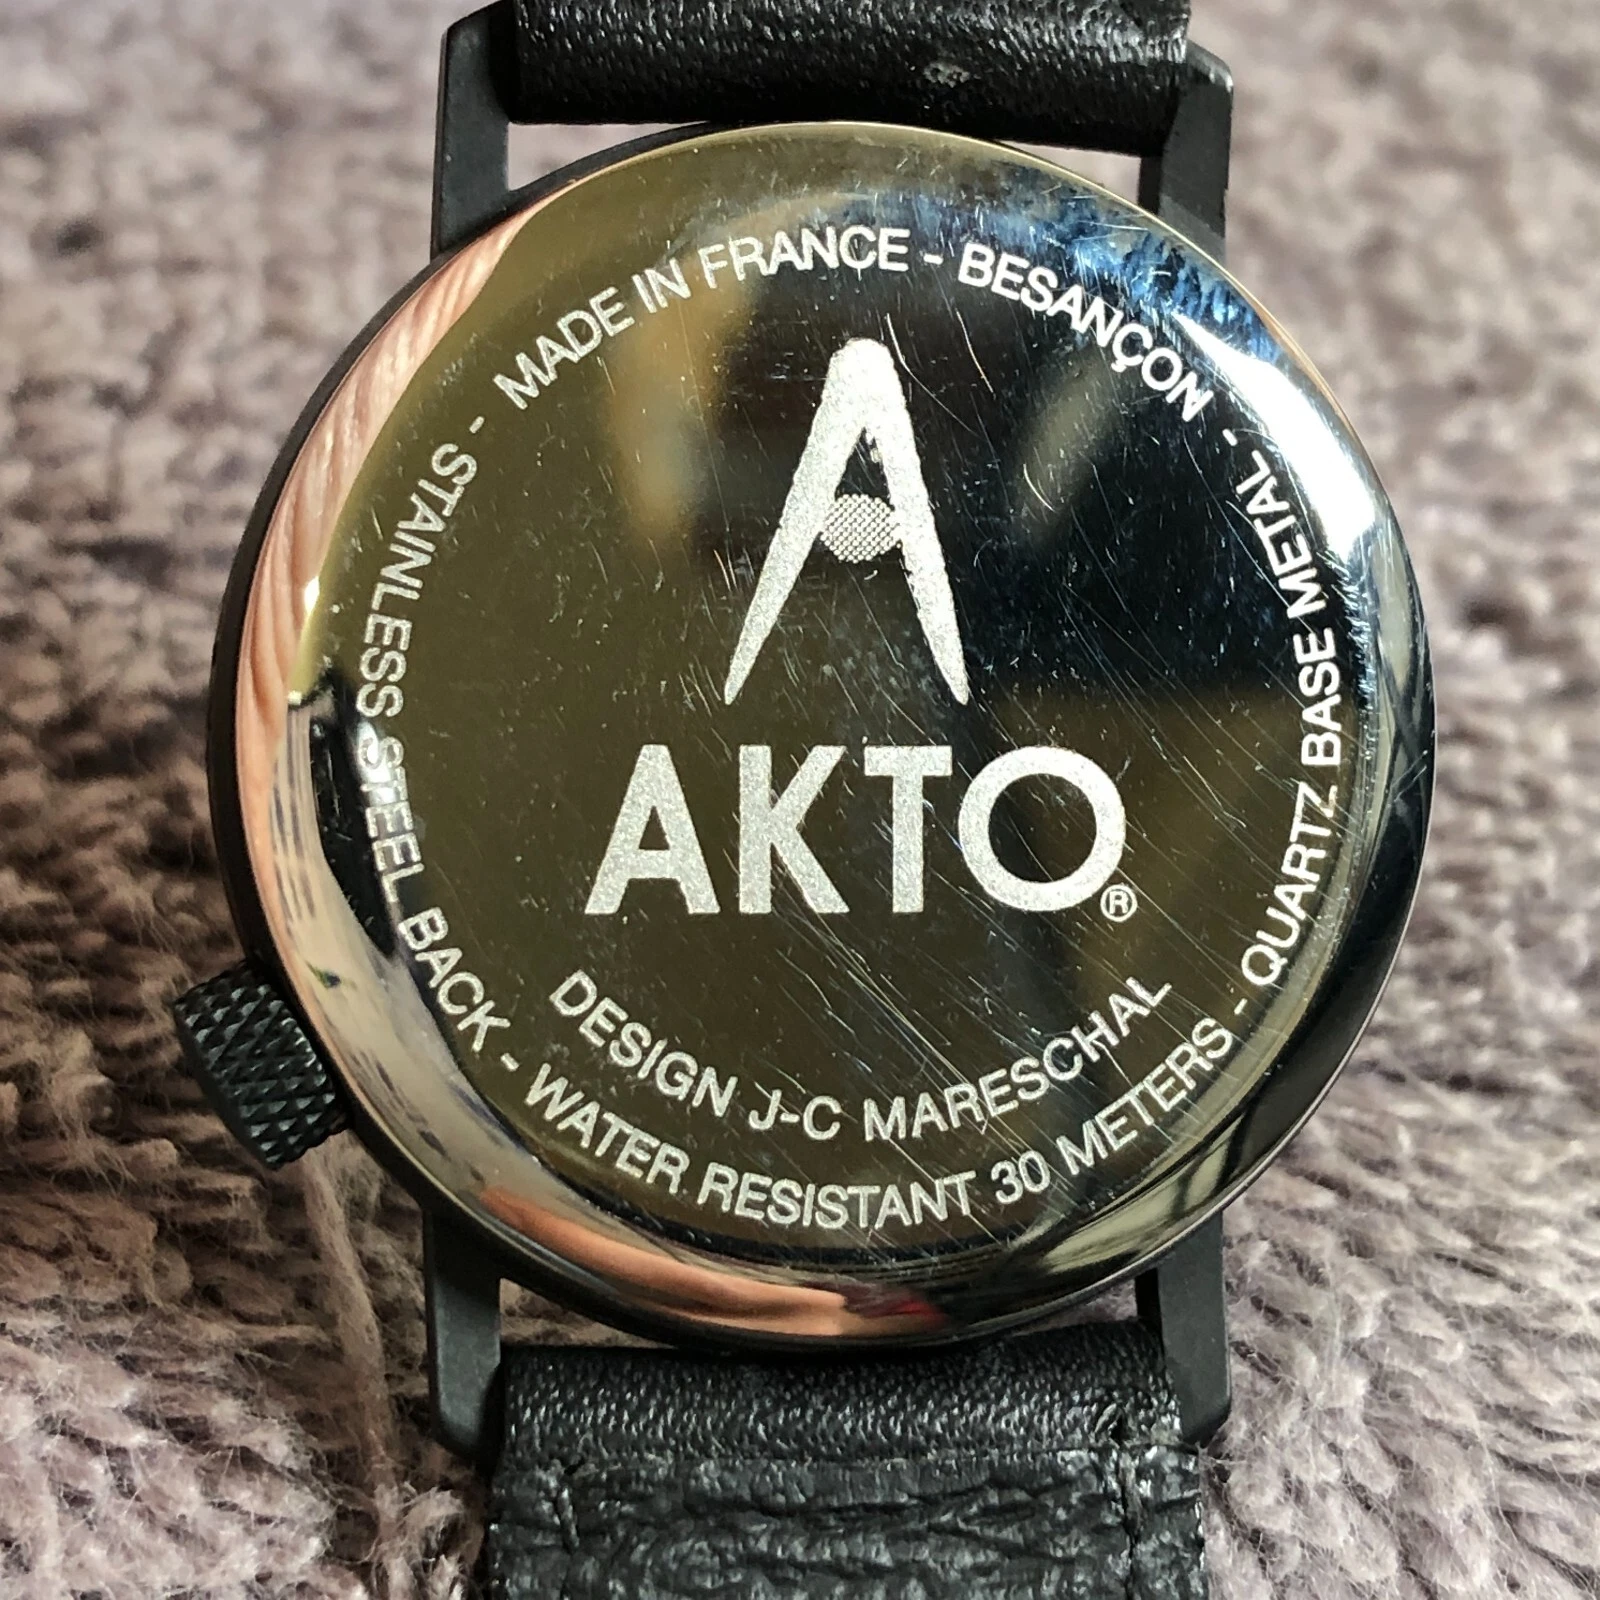 MADE IN FRANCE - BESANÇON - 
STAINLESS STEEL BACK - WATER RESISTANT 30 METERS - QUARTZ BASE METAL -
A
AKTO®
DESIGN J-C MARESCHAL